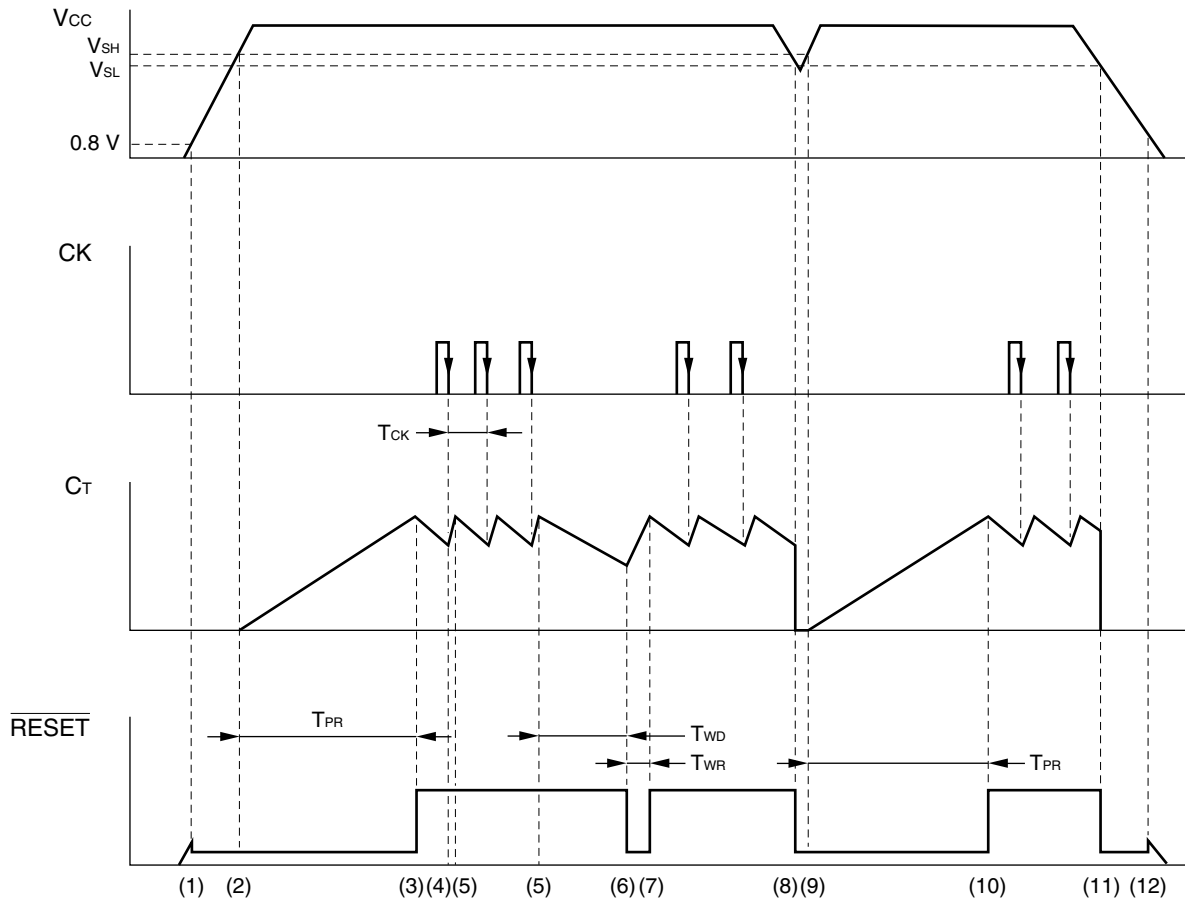 VCC
VSH
VSL
0.8 V
CK
TCK
CT
RESET
TPR
TWD
TWR
TPR
(1) (2) (3) (4) (5) (5) (6) (7) (8) (9) (10) (11) (12)